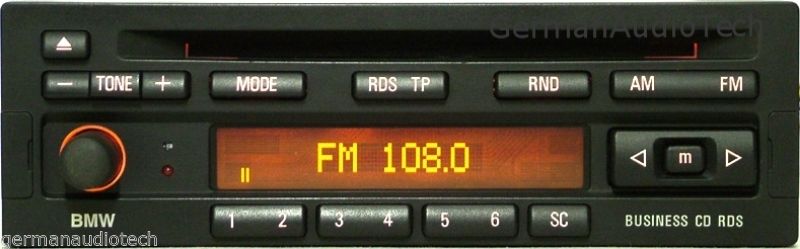 GermanAudioTech
− TONE +
MODE
RDS TP
RND
AM FM
FM 108.0
II
m
BMW
1 2 3 4 5 6 SC
BUSINESS CD RDS
germanaudiotech